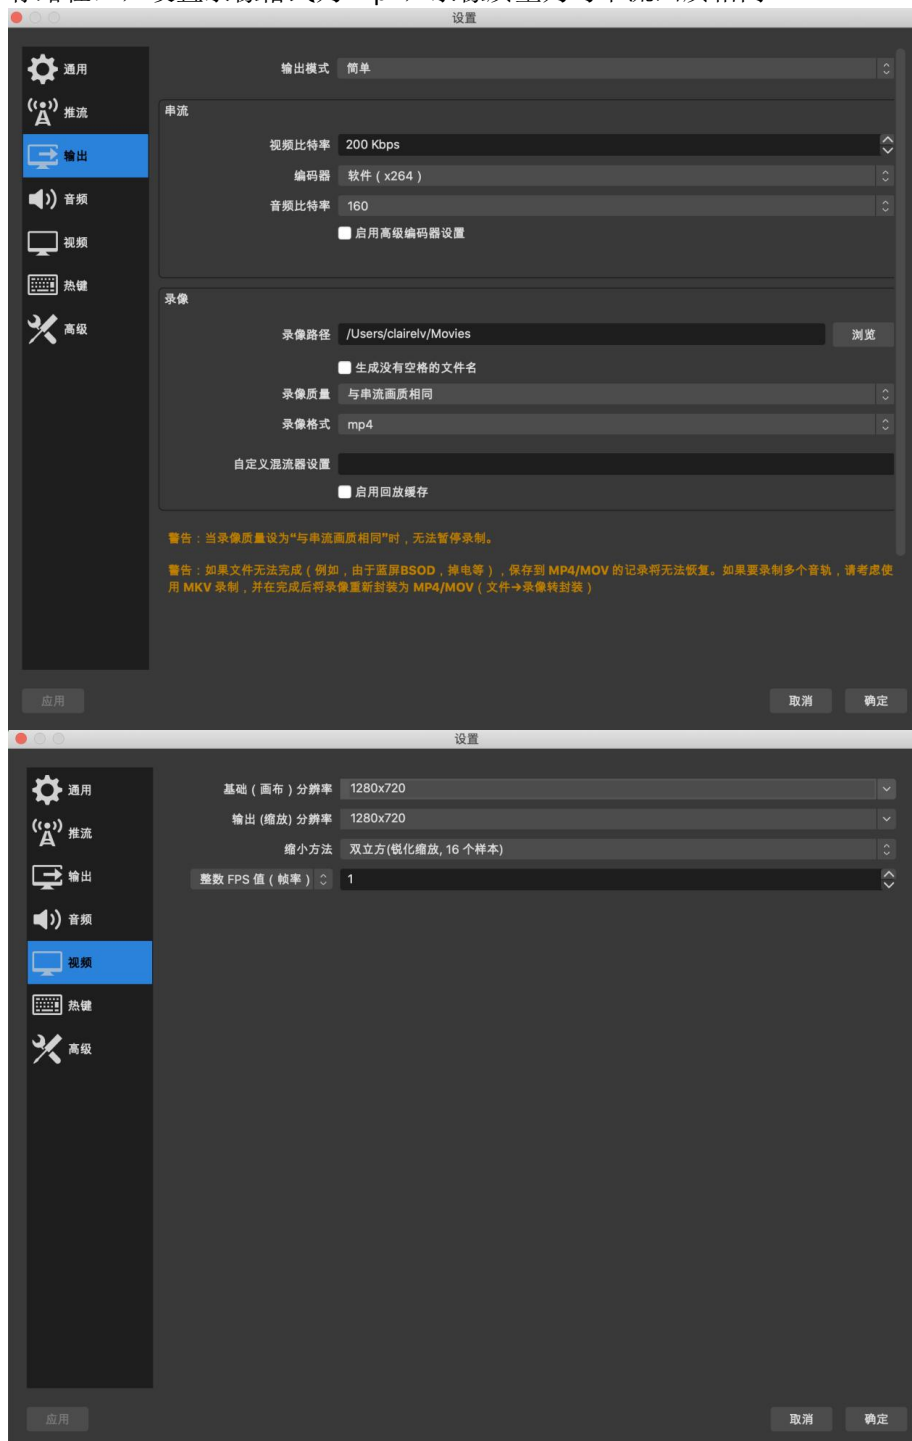 设置
通用
推流
输出
音频
视频
热键
高级
输出模式 简单
串流
视频比特率 200 Kbps
编码器 软件（x264）
音频比特率 160
启用高级编码器设置
录像
录像路径 /Users/clairelv/Movies 浏览
生成没有空格的文件名
录像质量 与串流画质相同
录像格式 mp4
自定义混流器设置
启用回放缓存
警告：当录像质量设为“与串流画质相同”时，无法暂停录制。
警告：如果文件无法完成（例如，由于蓝屏BSOD，掉电等），保存到 MP4/MOV 的记录将无法恢复。如果要录制多个音轨，请考虑使
用 MKV 录制，并在完成后将录像重新封装为 MP4/MOV（文件→录像转封装）
应用 取消 确定
设置
通用
推流
输出
音频
视频
热键
高级
基础（画布）分辨率 1280x720
输出 (缩放) 分辨率 1280x720
缩小方法 双立方(锐化缩放, 16 个样本)
整数 FPS 值（帧率） 1
应用 取消 确定